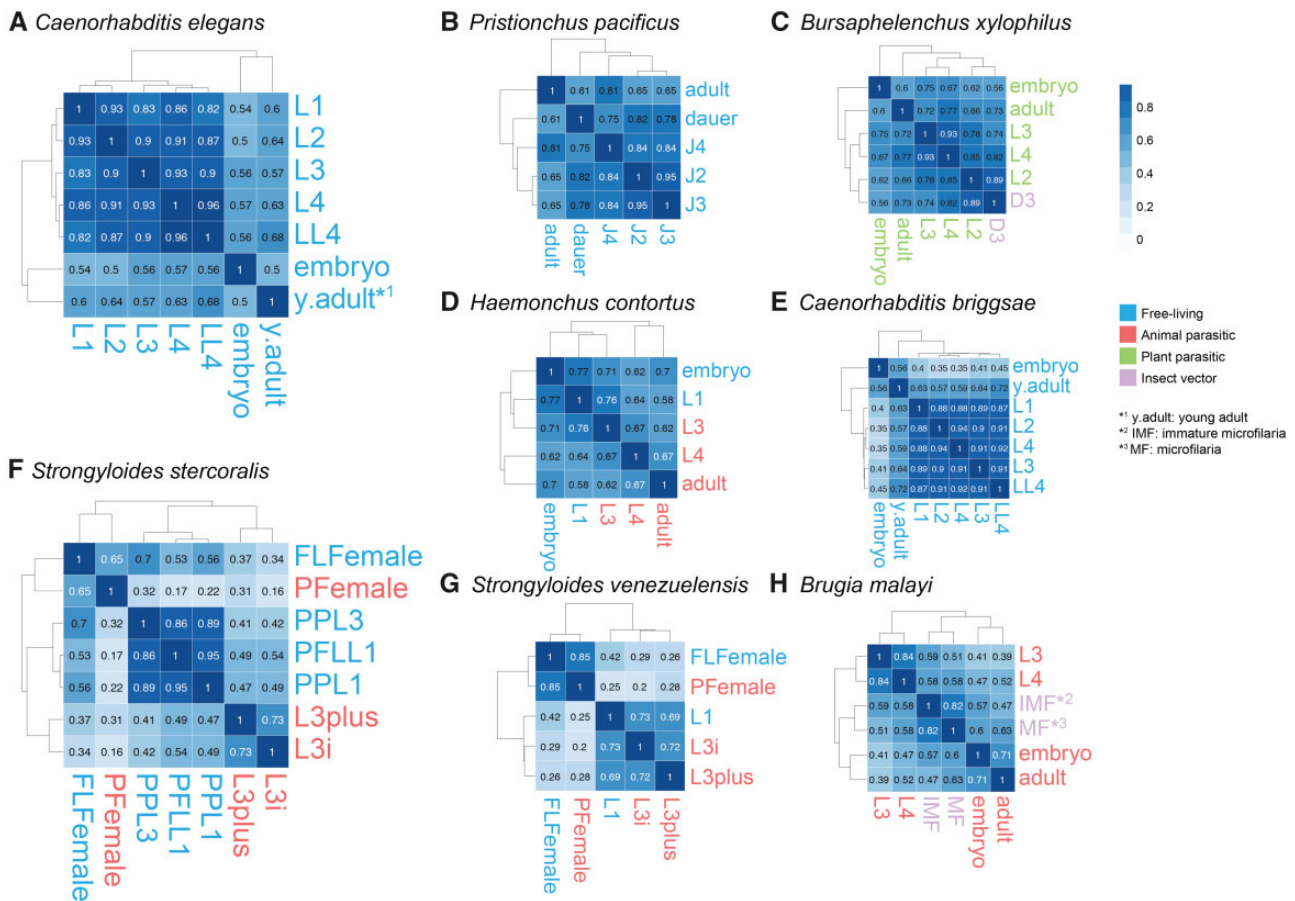 A Caenorhabditis elegans
1 0.93 0.83 0.86 0.82 0.54 0.6 L1
0.93 1 0.9 0.91 0.87 0.5 0.64 L2
0.83 0.9 1 0.93 0.9 0.56 0.57 L3
0.86 0.91 0.93 1 0.96 0.57 0.63 L4
0.82 0.87 0.9 0.96 1 0.56 0.68 LL4
0.54 0.5 0.56 0.57 0.56 1 0.5 embryo
0.6 0.64 0.57 0.63 0.68 0.5 1 y.adult*1
L1 L2 L3 L4 LL4 embryo y.adult
B Pristionchus pacificus
1 0.61 0.81 0.65 0.65 adult
0.61 1 0.75 0.82 0.78 dauer
0.81 0.75 1 0.84 0.84 J4
0.65 0.82 0.84 1 0.95 J2
0.65 0.78 0.84 0.95 1 J3
adult dauer J4 J2 J3
C Bursaphelenchus xylophilus
1 0.6 0.75 0.67 0.62 0.56 embryo
0.6 1 0.72 0.77 0.66 0.73 adult
0.75 0.72 1 0.93 0.78 0.74 L3
0.67 0.77 0.93 1 0.85 0.82 L4
0.62 0.66 0.78 0.85 1 0.89 L2
0.56 0.73 0.74 0.82 0.89 1 D3
embryo adult L3 L4 L2 D3
0.8
0.6
0.4
0.2
0
D Haemonchus contortus
1 0.77 0.71 0.62 0.7 embryo
0.77 1 0.76 0.64 0.58 L1
0.71 0.76 1 0.67 0.62 L3
0.62 0.64 0.67 1 0.67 L4
0.7 0.58 0.62 0.67 1 adult
embryo L1 L3 L4 adult
E Caenorhabditis briggsae
1 0.56 0.4 0.35 0.35 0.41 0.45 embryo
0.56 1 0.63 0.57 0.59 0.64 0.72 y.adult
0.4 0.63 1 0.88 0.88 0.89 0.87 L1
0.35 0.57 0.88 1 0.94 0.9 0.91 L2
0.35 0.59 0.88 0.94 1 0.91 0.92 L4
0.41 0.64 0.89 0.9 0.91 1 0.91 L3
0.45 0.72 0.87 0.91 0.92 0.91 1 LL4
embryo y.adult L1 L2 L4 L3 LL4
Free-living
Animal parasitic
Plant parasitic
Insect vector
*1 y.adult: young adult
*2 IMF: immature microfilaria
*3 MF: microfilaria
F Strongyloides stercoralis
1 0.65 0.7 0.53 0.56 0.37 0.34 FLFemale
0.65 1 0.32 0.17 0.22 0.31 0.16 PFemale
0.7 0.32 1 0.86 0.89 0.41 0.42 PPL3
0.53 0.17 0.86 1 0.95 0.49 0.54 PFLL1
0.56 0.22 0.89 0.95 1 0.47 0.49 PPL1
0.37 0.31 0.41 0.49 0.47 1 0.73 L3plus
0.34 0.16 0.42 0.54 0.49 0.73 1 L3i
FLFemale PFemale PPL3 PFLL1 PPL1 L3plus L3i
G Strongyloides venezuelensis
1 0.85 0.42 0.29 0.26 FLFemale
0.85 1 0.25 0.2 0.28 PFemale
0.42 0.25 1 0.73 0.69 L1
0.29 0.2 0.73 1 0.72 L3i
0.26 0.28 0.69 0.72 1 L3plus
FLFemale PFemale L1 L3i L3plus
H Brugia malayi
1 0.84 0.59 0.51 0.41 0.39 L3
0.84 1 0.58 0.58 0.47 0.52 L4
0.59 0.58 1 0.82 0.57 0.47 IMF*2
0.51 0.58 0.82 1 0.6 0.63 MF*3
0.41 0.47 0.57 0.6 1 0.71 embryo
0.39 0.52 0.47 0.63 0.71 1 adult
L3 L4 IMF MF embryo adult